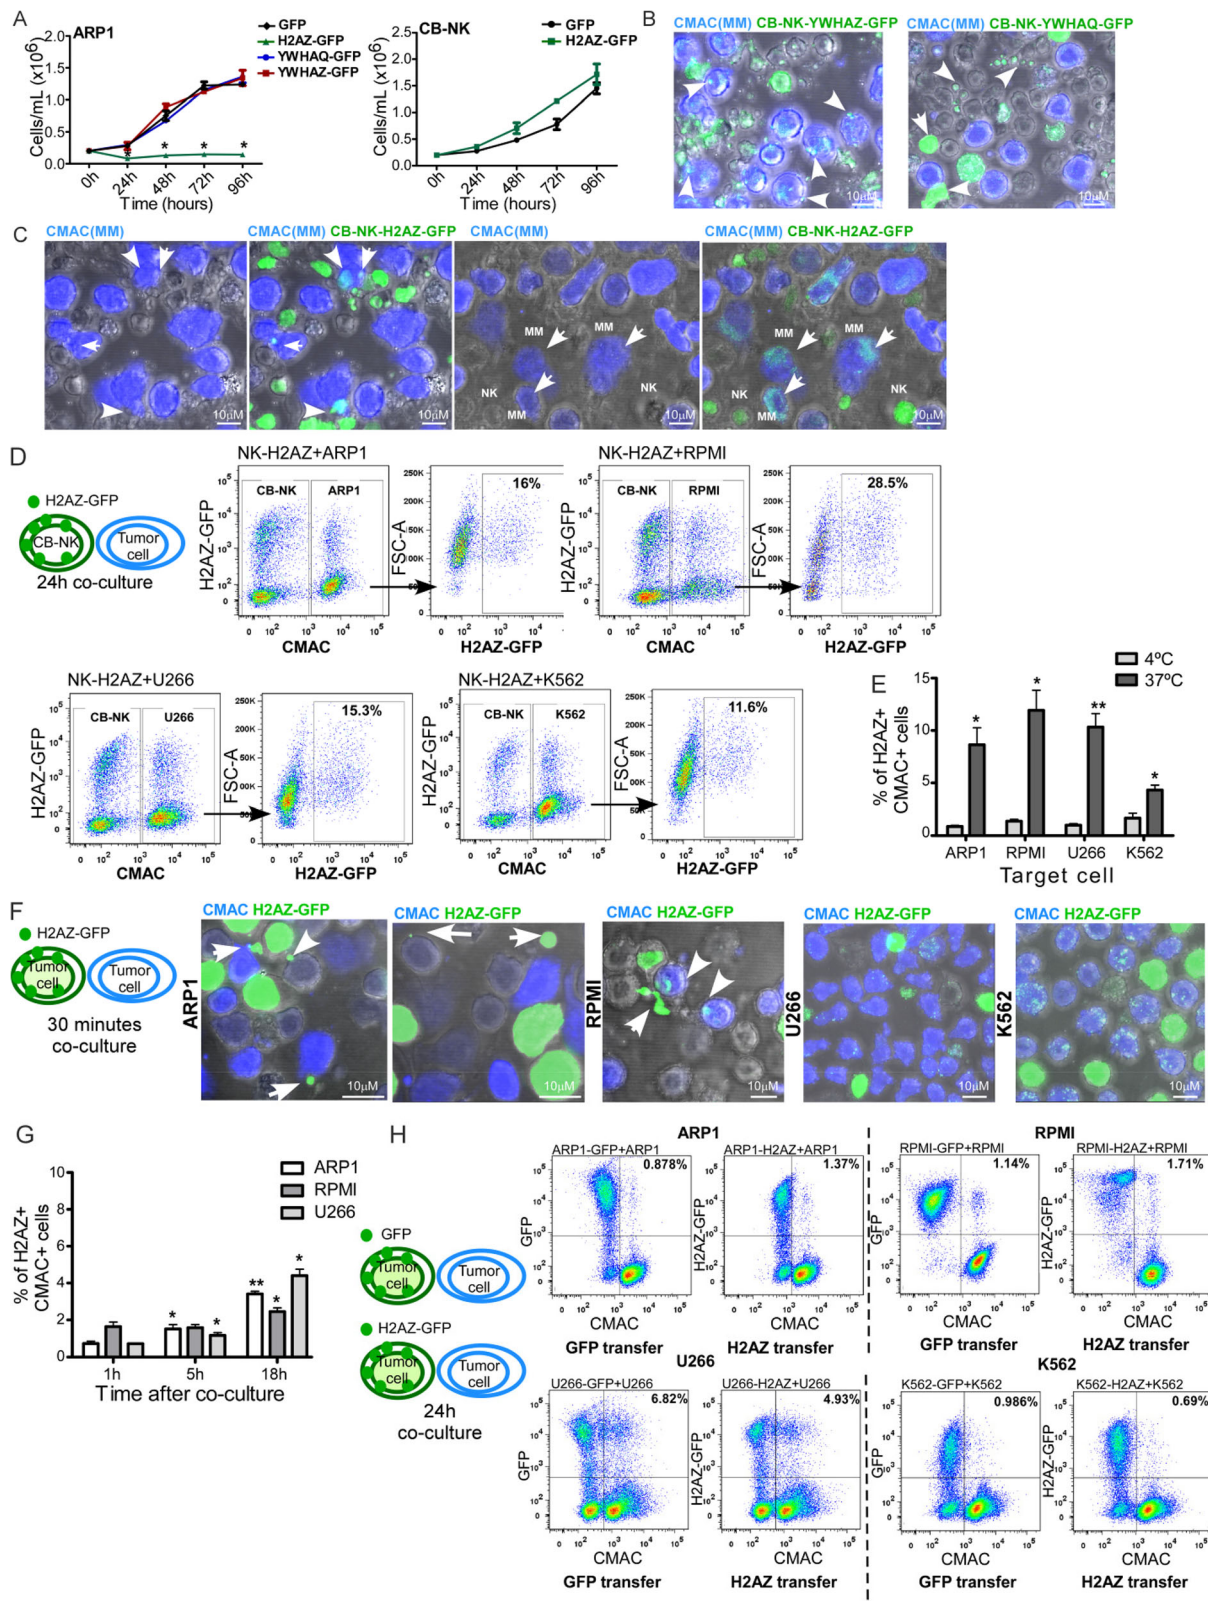 A
ARP1
GFP
H2AZ-GFP
YWHAQ-GFP
YWHAZ-GFP
Cells/mL (x10⁶)
2.0
1.5
1.0
0.5
0.0
* * * *
0h 24h 48h 72h 96h
Time (hours)
CB-NK
GFP
H2AZ-GFP
Cells/mL (x10⁶)
2.5
2.0
1.5
1.0
0.5
0.0
0h 24h 48h 72h 96h
Time (hours)
B
CMAC(MM) CB-NK-YWHAZ-GFP
10µM
CMAC(MM) CB-NK-YWHAQ-GFP
10µM
C
CMAC(MM)
10µM
CMAC(MM) CB-NK-H2AZ-GFP
10µM
CMAC(MM)
MM MM
NK
MM
10µM
CMAC(MM) CB-NK-H2AZ-GFP
MM MM
NK NK
MM
10µM
D
H2AZ-GFP
CB-NK
Tumor
cell
24h co-culture
NK-H2AZ+ARP1
CB-NK ARP1
H2AZ-GFP
CMAC
16%
FSC-A
H2AZ-GFP
NK-H2AZ+RPMI
CB-NK RPMI
H2AZ-GFP
CMAC
28.5%
FSC-A
H2AZ-GFP
NK-H2AZ+U266
CB-NK U266
H2AZ-GFP
CMAC
15.3%
FSC-A
H2AZ-GFP
NK-H2AZ+K562
CB-NK K562
H2AZ-GFP
CMAC
11.6%
FSC-A
H2AZ-GFP
E
4ºC
37ºC
% of H2AZ+
CMAC+ cells
15
10
5
0
* * ** *
ARP1 RPMI U266 K562
Target cell
F
H2AZ-GFP
Tumor
cell
Tumor
cell
30 minutes
co-culture
CMAC H2AZ-GFP
ARP1
10µM
CMAC H2AZ-GFP
10µM
CMAC H2AZ-GFP
RPMI
10µM
CMAC H2AZ-GFP
U266
10µM
CMAC H2AZ-GFP
K562
10µM
G
ARP1
RPMI
U266
% of H2AZ+
CMAC+ cells
10
8
6
4
2
0
* * ** * *
1h 5h 18h
Time after co-culture
H
GFP
Tumor
cell
Tumor
cell
H2AZ-GFP
Tumor
cell
Tumor
cell
24h
co-culture
ARP1
ARP1-GFP+ARP1
0.878%
GFP
CMAC
GFP transfer
ARP1-H2AZ+ARP1
1.37%
H2AZ-GFP
CMAC
H2AZ transfer
RPMI
RPMI-GFP+RPMI
1.14%
GFP
CMAC
GFP transfer
RPMI-H2AZ+RPMI
1.71%
H2AZ-GFP
CMAC
H2AZ transfer
U266
U266-GFP+U266
6.82%
GFP
CMAC
GFP transfer
U266-H2AZ+U266
4.93%
H2AZ-GFP
CMAC
H2AZ transfer
K562
K562-GFP+K562
0.986%
GFP
CMAC
GFP transfer
K562-H2AZ+K562
0.69%
H2AZ-GFP
CMAC
H2AZ transfer